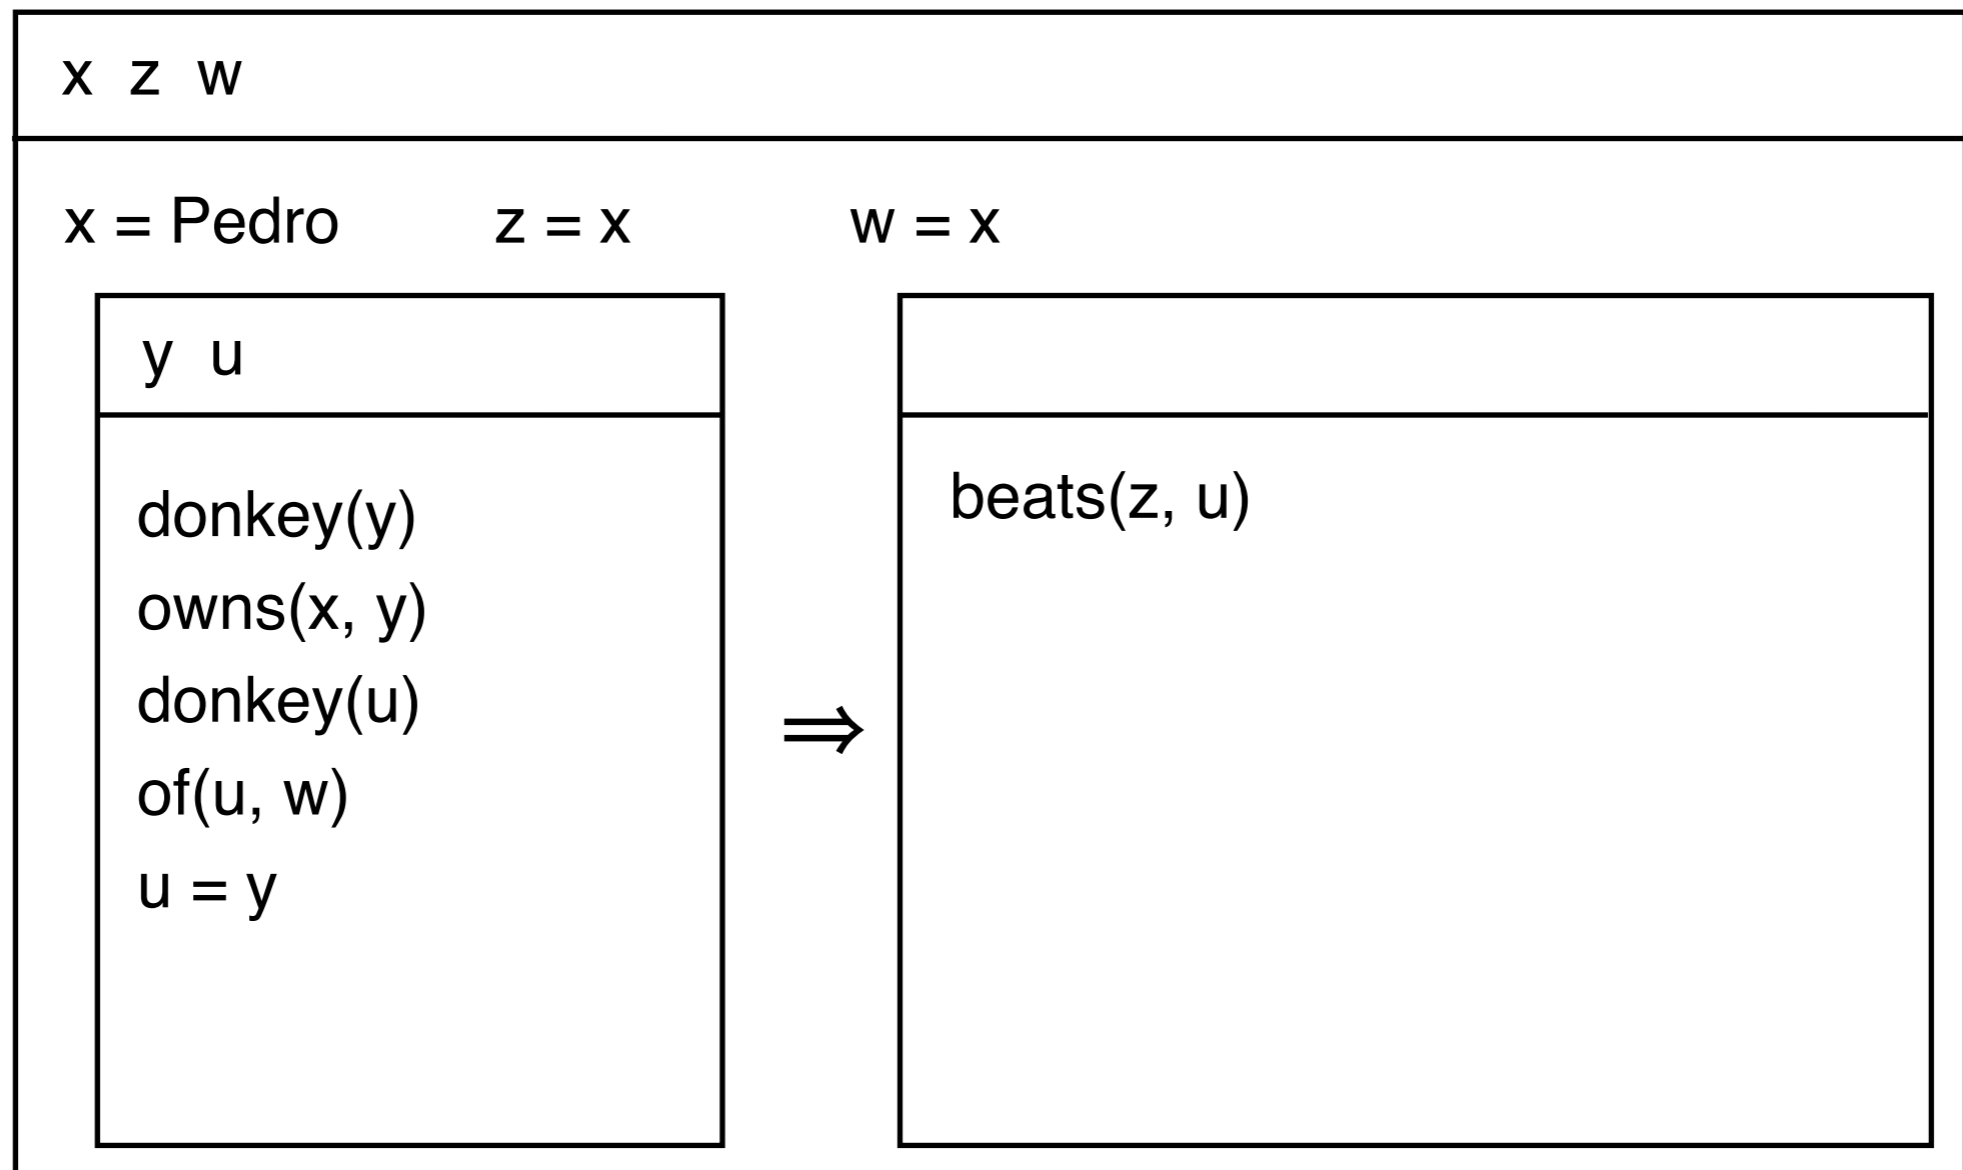 x z w
x = Pedro z = x w = x
y u
donkey(y)
owns(x, y)
donkey(u)
of(u, w)
u = y
⇒
beats(z, u)